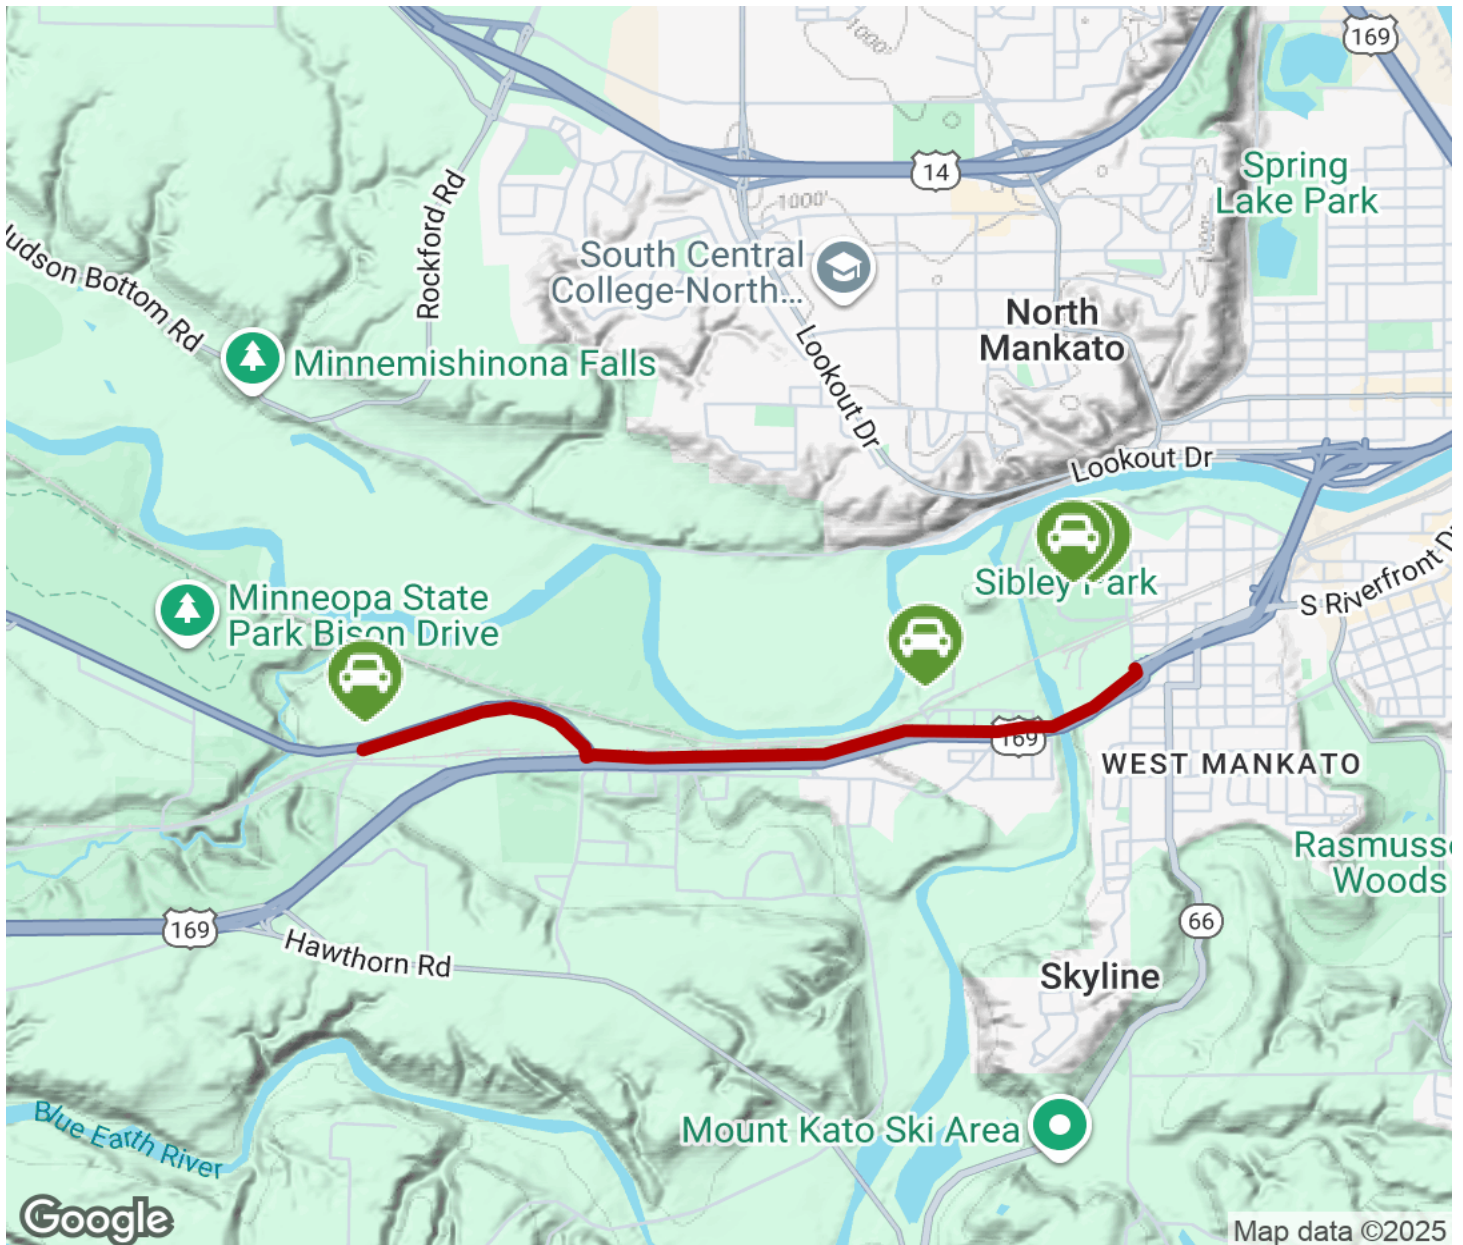 1000'
169
Spring
Lake Park
14
1000'
Rockford Rd
1000'
South Central
College-North...
North
Mankato
udson Bottom Rd
Minnemishinona Falls
Lookout Dr
Lookout Dr
Sibley Park
S Riverfront D
Minneopa State
Park Bison Drive
169
WEST MANKATO
Rasmusse
Woods
66
169
Hawthorn Rd
Skyline
Blue Earth River
Mount Kato Ski Area
Google
Map data ©2025